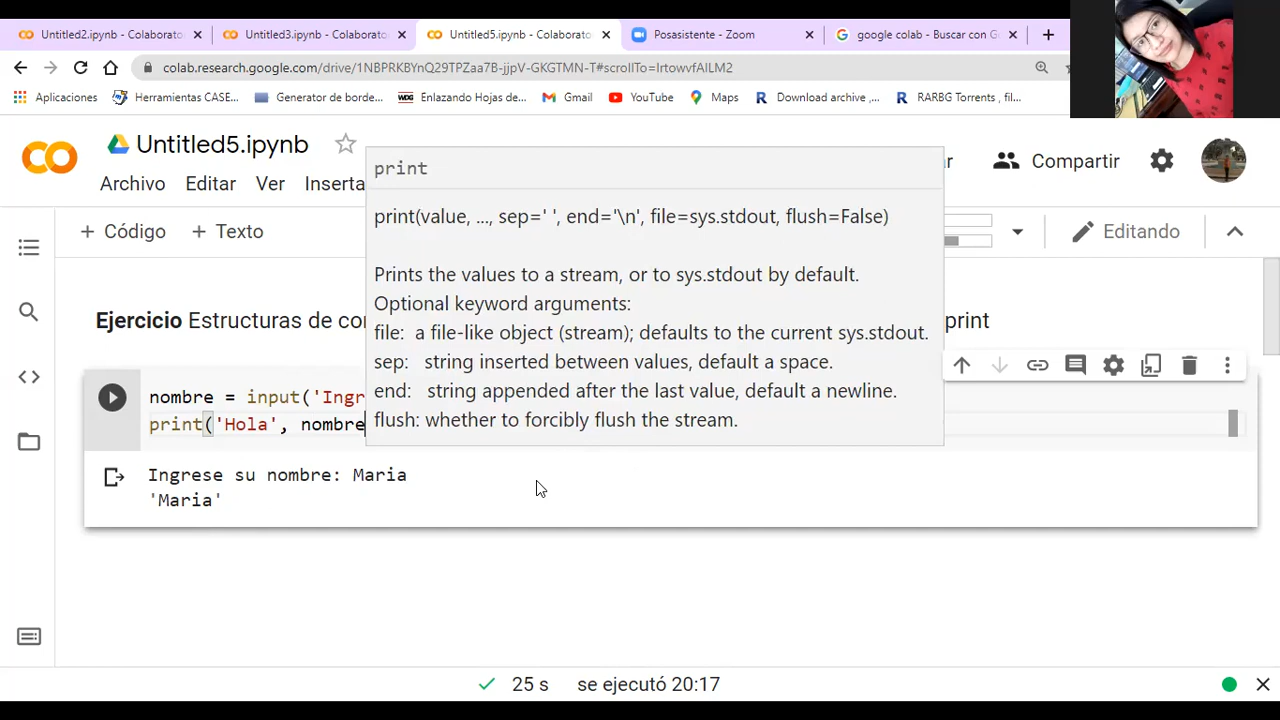 Untitled2.ipynb - Colaborato
Untitled3.ipynb - Colaborato
Untitled5.ipynb - Colaborato
Posasistente - Zoom
google colab - Buscar con G
colab.research.google.com/drive/1NBPRKBrnQ29TPZaa7B-jjpV-GKGTMN-T#scrollTo=IrtowvfAILM2
Aplicaciones
Herramientas CASE...
Generador de borde...
Enlazando Hojas de...
Gmail
YouTube
Maps
Download archive ,...
RARBG Torrents , fil...
Untitled5.ipynb
Archivo Editar Ver Inserta
ar
Compartir
print
print(value, ..., sep=' ', end='\n', file=sys.stdout, flush=False)
Prints the values to a stream, or to sys.stdout by default.
Optional keyword arguments:
file: a file-like object (stream); defaults to the current sys.stdout.
sep: string inserted between values, default a space.
end: string appended after the last value, default a newline.
flush: whether to forcibly flush the stream.
+ Código + Texto
Editando
Ejercicio Estructuras de co
print
nombre = input('Ingr
print('Hola', nombre
Ingrese su nombre: Maria
'Maria'
25 s se ejecutó 20:17